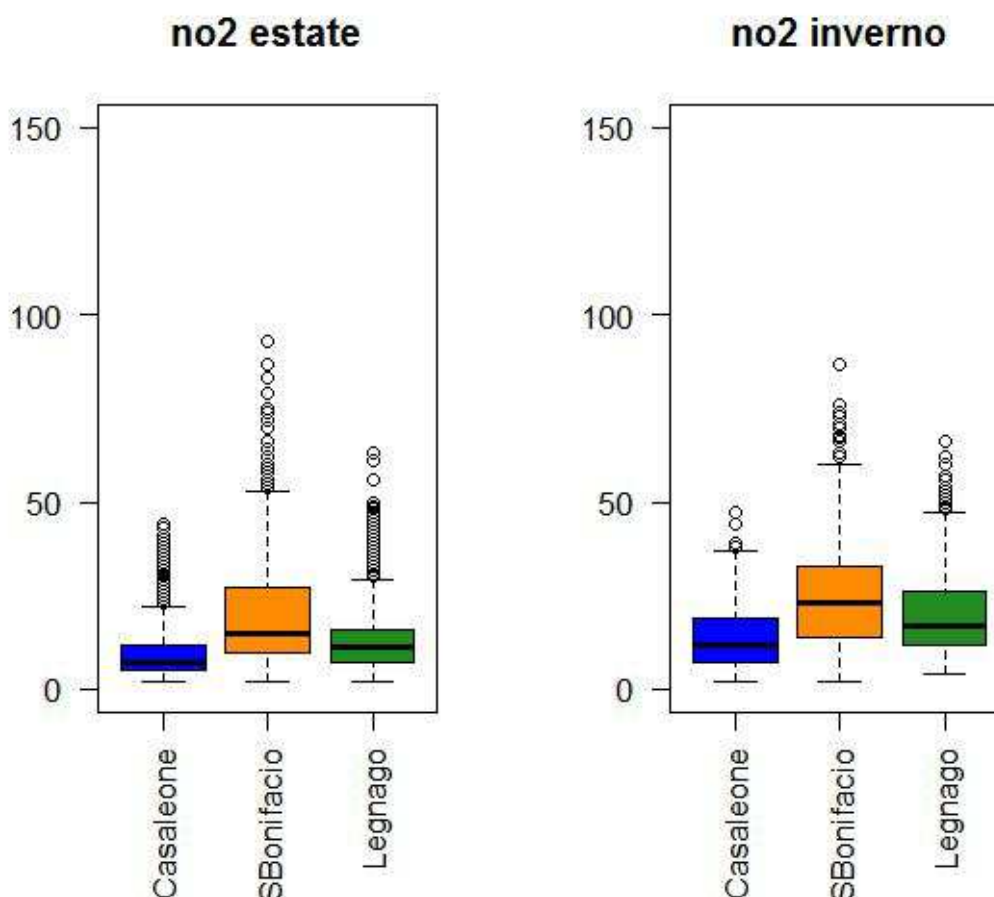 no2 estate
150
100
50
0
Casaleone
SBonifacio
Legnago
no2 inverno
150
100
50
0
Casaleone
SBonifacio
Legnago